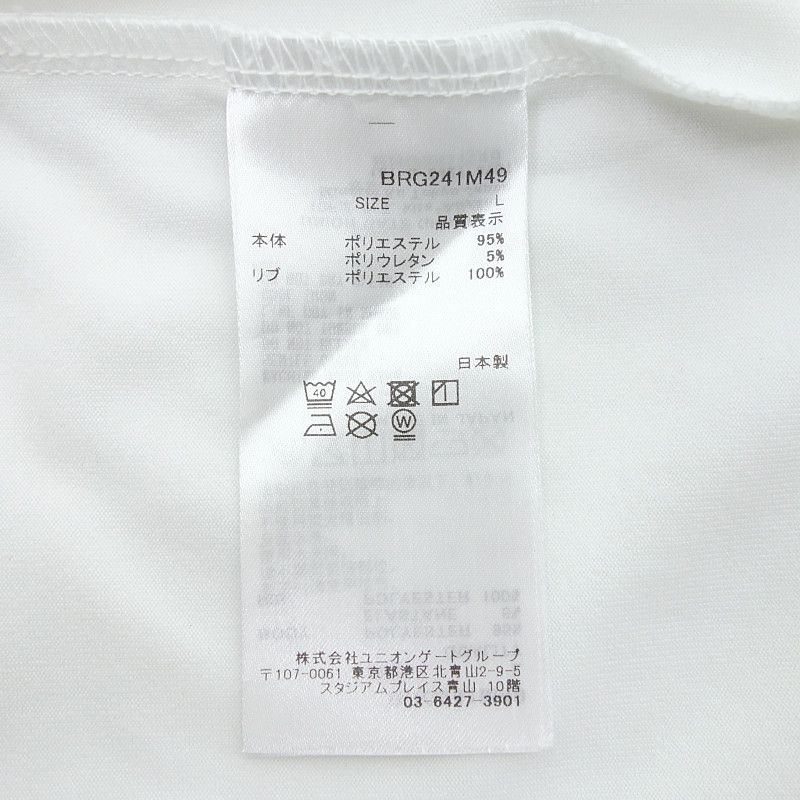 BRG241M49
SIZE L
品質表示
本体 ポリエステル 95%
ポリウレタン 5%
リブ ポリエステル 100%
日本製
40
W
株式会社ユニオンゲートグループ
〒107-0061 東京都港区北青山2-9-5
スタジアムプレイス青山 10階
03-6427-3901